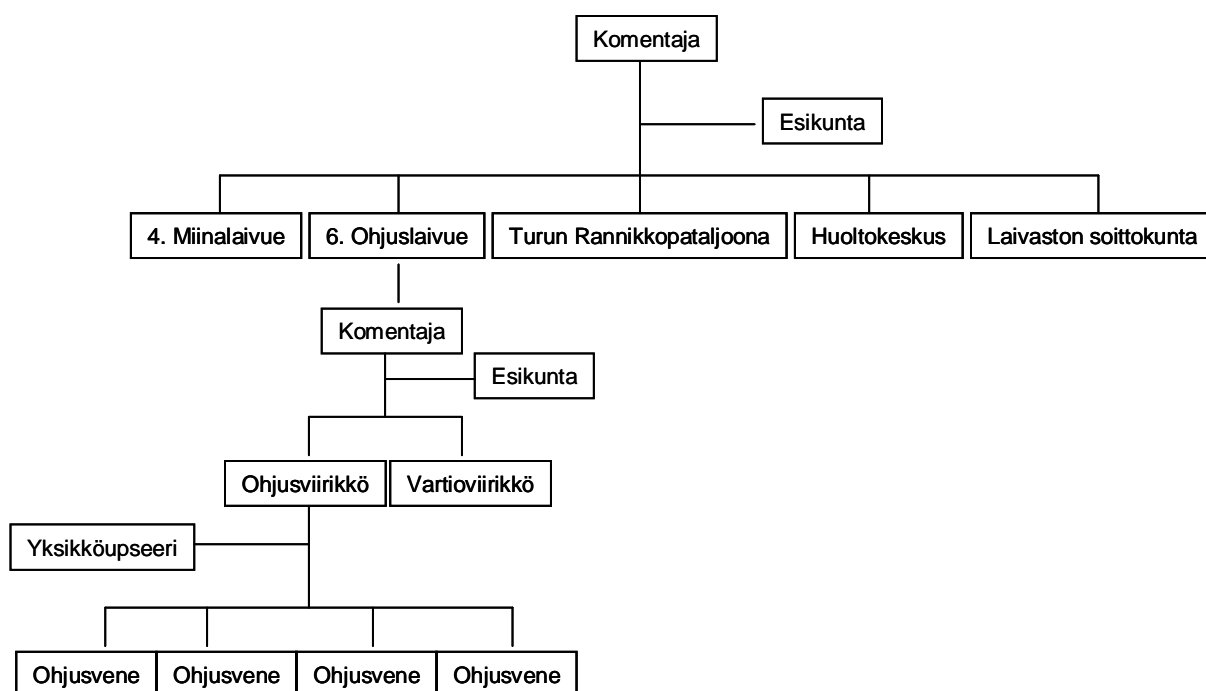 Komentaja
Esikunta
4. Miinalaivue
6. Ohjuslaivue
Turun Rannikkopataljoona
Huoltokeskus
Laivaston soittokunta
Komentaja
Esikunta
Ohjusviirikkö
Vartioviirikkö
Yksikköupseeri
Ohjusvene
Ohjusvene
Ohjusvene
Ohjusvene